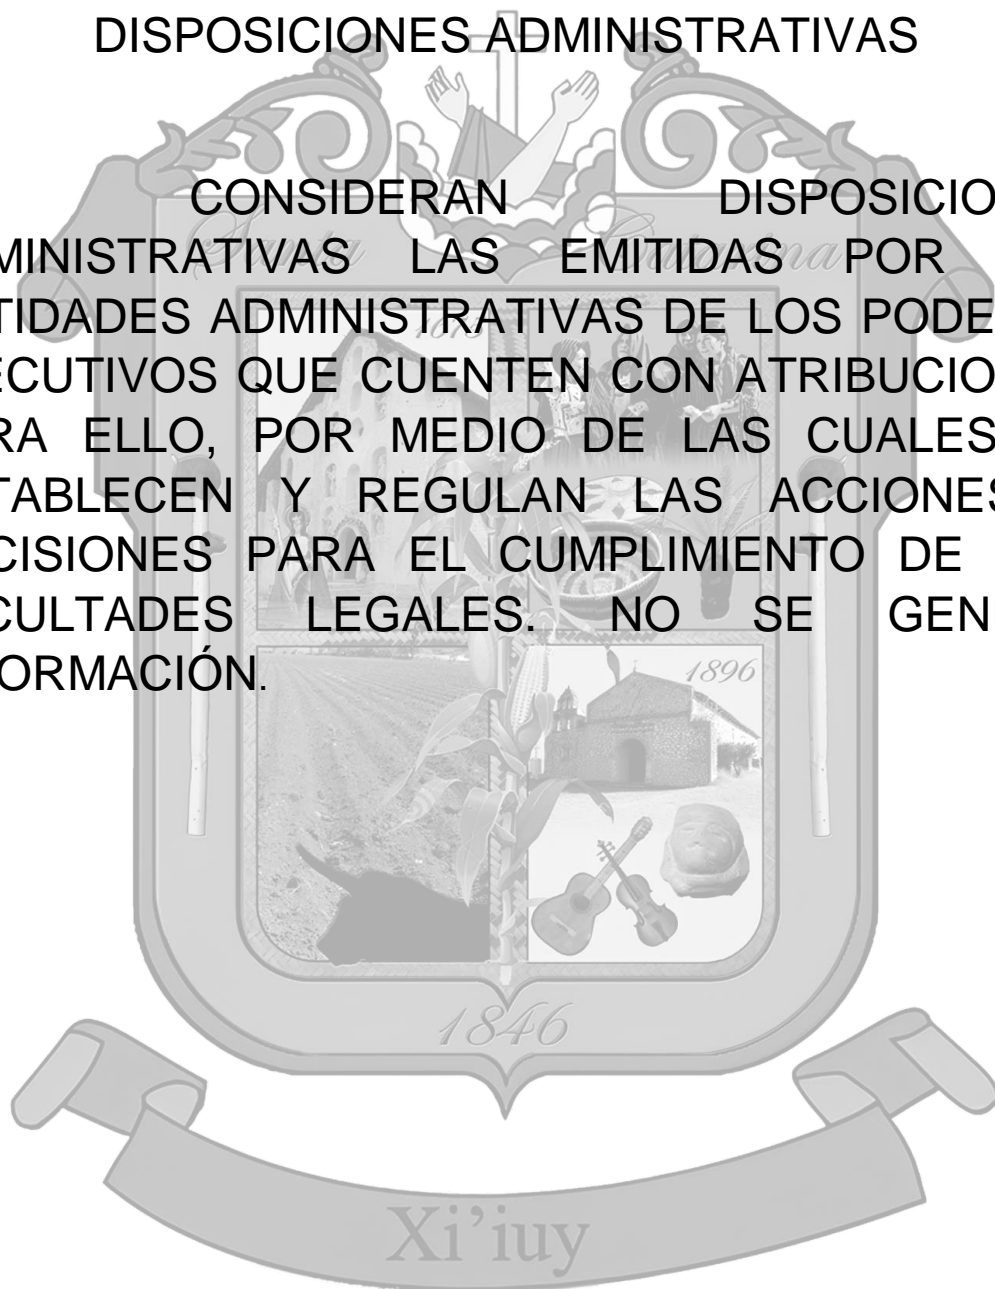 DISPOSICIONES ADMINISTRATIVAS
CONSIDERAN DISPOSICIO
MINISTRATIVAS LAS EMITIDAS POR
Santa Catarina
TIDADES ADMINISTRATIVAS DE LOS PODE
ECUTIVOS QUE CUENTEN CON ATRIBUCIO
RA ELLO, POR MEDIO DE LAS CUALES
TABLECEN Y REGULAN LAS ACCIONES
CISIONES PARA EL CUMPLIMIENTO DE
CULTADES LEGALES. NO SE GEN
ORMACIÓN.
1896
1846
Xi'iuy